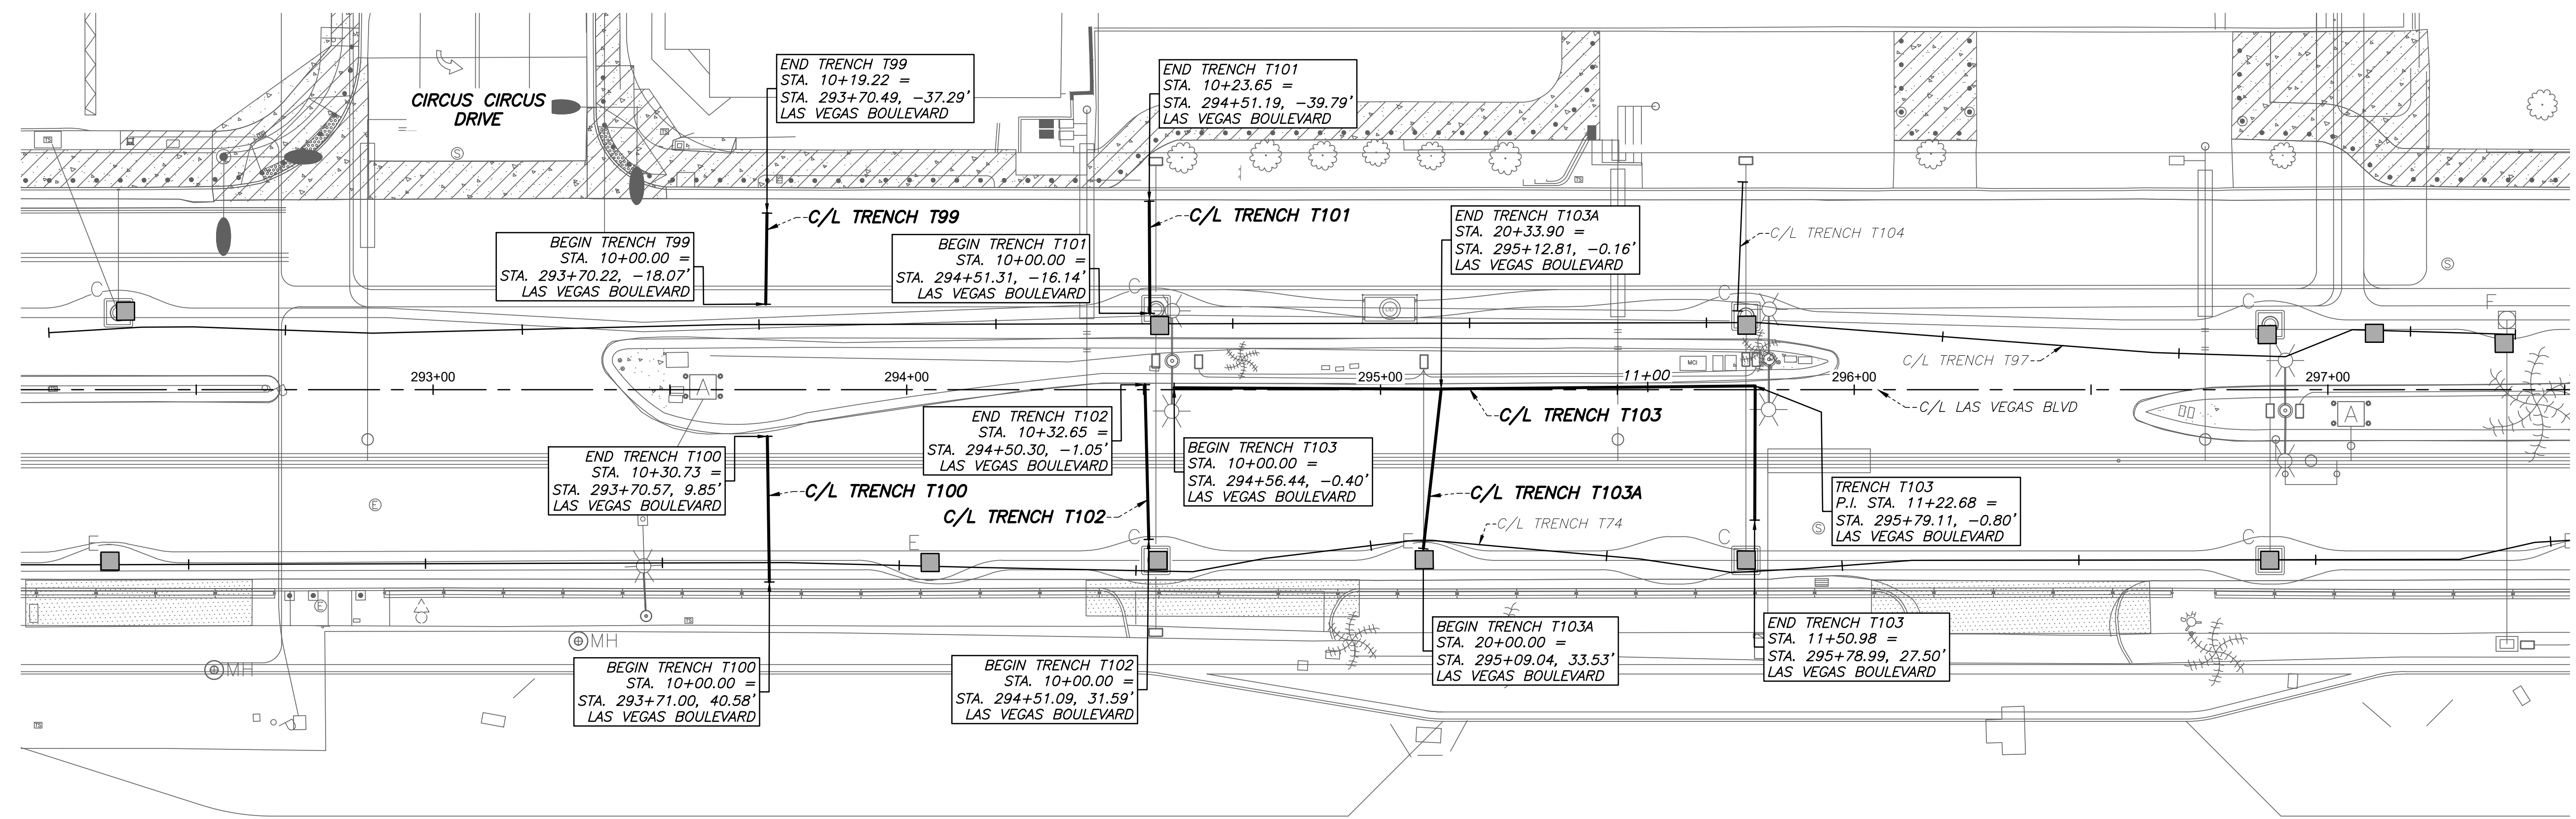 CIRCUS CIRCUS
DRIVE
END TRENCH T99
STA. 10+19.22 =
STA. 293+70.49, -37.29'
LAS VEGAS BOULEVARD
END TRENCH T101
STA. 10+23.65 =
STA. 294+51.19, -39.79'
LAS VEGAS BOULEVARD
C/L TRENCH T99
C/L TRENCH T101
BEGIN TRENCH T99
STA. 10+00.00 =
STA. 293+70.22, -18.07'
LAS VEGAS BOULEVARD
BEGIN TRENCH T101
STA. 10+00.00 =
STA. 294+51.31, -16.14'
LAS VEGAS BOULEVARD
END TRENCH T103A
STA. 20+33.90 =
STA. 295+12.81, -0.16'
LAS VEGAS BOULEVARD
C/L TRENCH T104
TS
TS
TS
TS
S
S
C
C
C
C
F
MCI
C/L TRENCH T97
293+00
294+00
295+00
11+00
296+00
297+00
TS
A
A
C/L TRENCH T103
C/L LAS VEGAS BLVD
END TRENCH T102
STA. 10+32.65 =
STA. 294+50.30, -1.05'
LAS VEGAS BOULEVARD
END TRENCH T100
STA. 10+30.73 =
STA. 293+70.57, 9.85'
LAS VEGAS BOULEVARD
BEGIN TRENCH T103
STA. 10+00.00 =
STA. 294+56.44, -0.40'
LAS VEGAS BOULEVARD
C/L TRENCH T100
C/L TRENCH T102
C/L TRENCH T103A
C/L TRENCH T74
TRENCH T103
P.I. STA. 11+22.68 =
STA. 295+79.11, -0.80'
LAS VEGAS BOULEVARD
E
S
E
E
C
E
C
C
E
BEGIN TRENCH T103A
STA. 20+00.00 =
STA. 295+09.04, 33.53'
LAS VEGAS BOULEVARD
END TRENCH T103
STA. 11+50.98 =
STA. 295+78.99, 27.50'
LAS VEGAS BOULEVARD
TS
MH
MH
BEGIN TRENCH T100
STA. 10+00.00 =
STA. 293+71.00, 40.58'
LAS VEGAS BOULEVARD
BEGIN TRENCH T102
STA. 10+00.00 =
STA. 294+51.09, 31.59'
LAS VEGAS BOULEVARD
TS